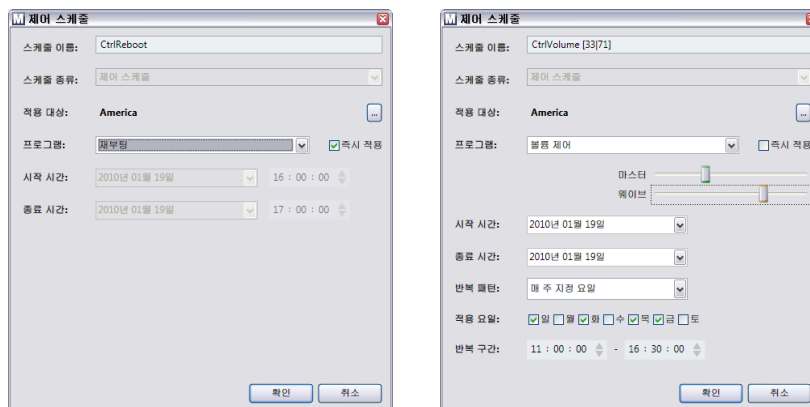 M 제어 스케줄
스케줄 이름: CtrlReboot
스케줄 종류: 제어 스케줄
적용 대상: America ...
프로그램: 재부팅 즉시 적용
시작 시간: 2010년 01월 19일 16 : 00 : 00
종료 시간: 2010년 01월 19일 17 : 00 : 00
확인 취소
M 제어 스케줄
스케줄 이름: CtrlVolume [33|71]
스케줄 종류: 제어 스케줄
적용 대상: America ...
프로그램: 볼륨 제어 즉시 적용
마스터
웨이브
시작 시간: 2010년 01월 19일
종료 시간: 2010년 01월 19일
반복 패턴: 매 주 지정 요일
적용 요일: 일 월 화 수 목 금 토
반복 구간: 11 : 00 : 00 - 16 : 30 : 00
확인 취소